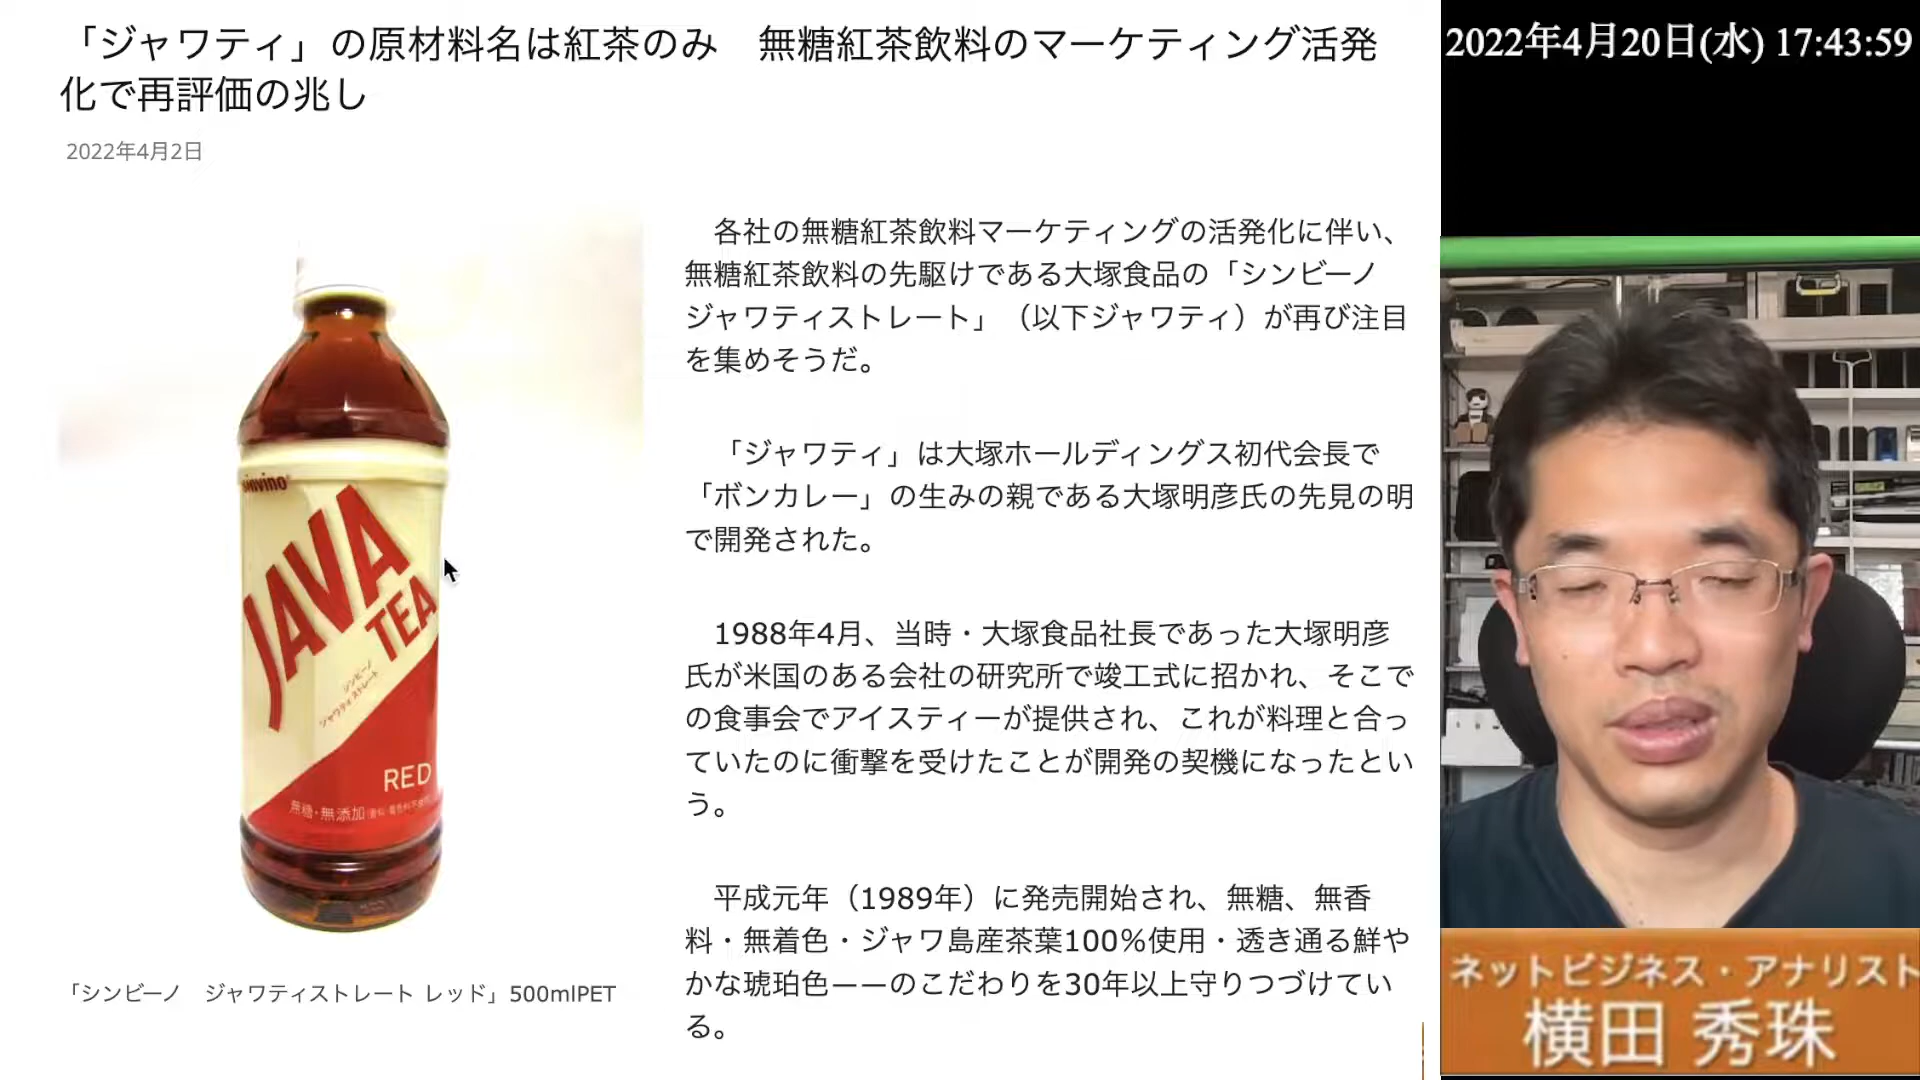 「ジャワティ」の原材料名は紅茶のみ　無糖紅茶飲料のマーケティング活発
化で再評価の兆し
2022年4月2日
sinvino
JAVA
TEA
シンビーノ
ジャワティストレート
RED
無糖・無添加
「シンビーノ　ジャワティストレート レッド」500mlPET
各社の無糖紅茶飲料マーケティングの活発化に伴い、
無糖紅茶飲料の先駆けである大塚食品の「シンビーノ
ジャワティストレート」（以下ジャワティ）が再び注目
を集めそうだ。
「ジャワティ」は大塚ホールディングス初代会長で
「ボンカレー」の生みの親である大塚明彦氏の先見の明
で開発された。
1988年4月、当時・大塚食品社長であった大塚明彦
氏が米国のある会社の研究所で竣工式に招かれ、そこで
の食事会でアイスティーが提供され、これが料理と合っ
ていたのに衝撃を受けたことが開発の契機になったとい
う。
平成元年（1989年）に発売開始され、無糖、無香
料・無着色・ジャワ島産茶葉100％使用・透き通る鮮や
かな琥珀色――のこだわりを30年以上守りつづけてい
る。
2022年4月20日(水) 17:43:59
ネットビジネス・アナリスト
横田 秀珠